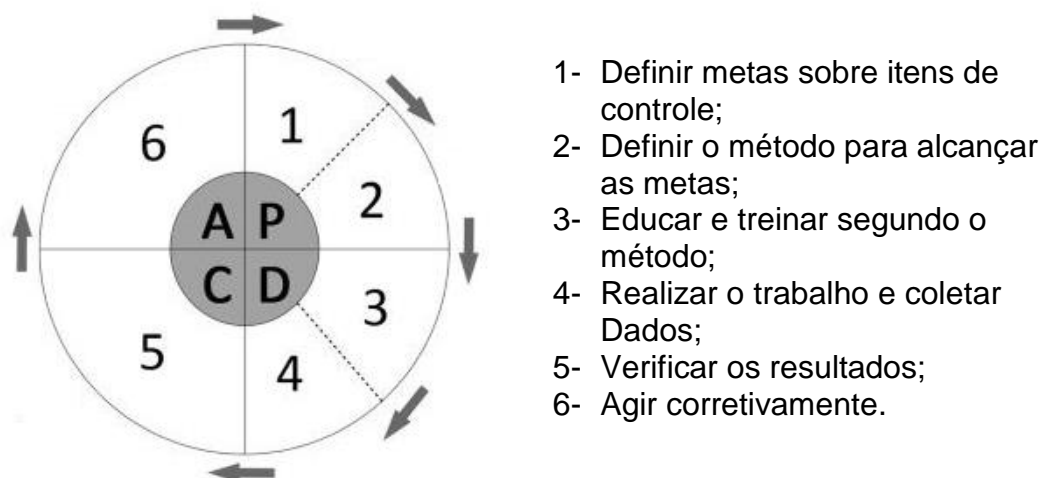 6
1
2
A P
C D
3
5
4
1- Definir metas sobre itens de
controle;
2- Definir o método para alcançar
as metas;
3- Educar e treinar segundo o
método;
4- Realizar o trabalho e coletar
Dados;
5- Verificar os resultados;
6- Agir corretivamente.